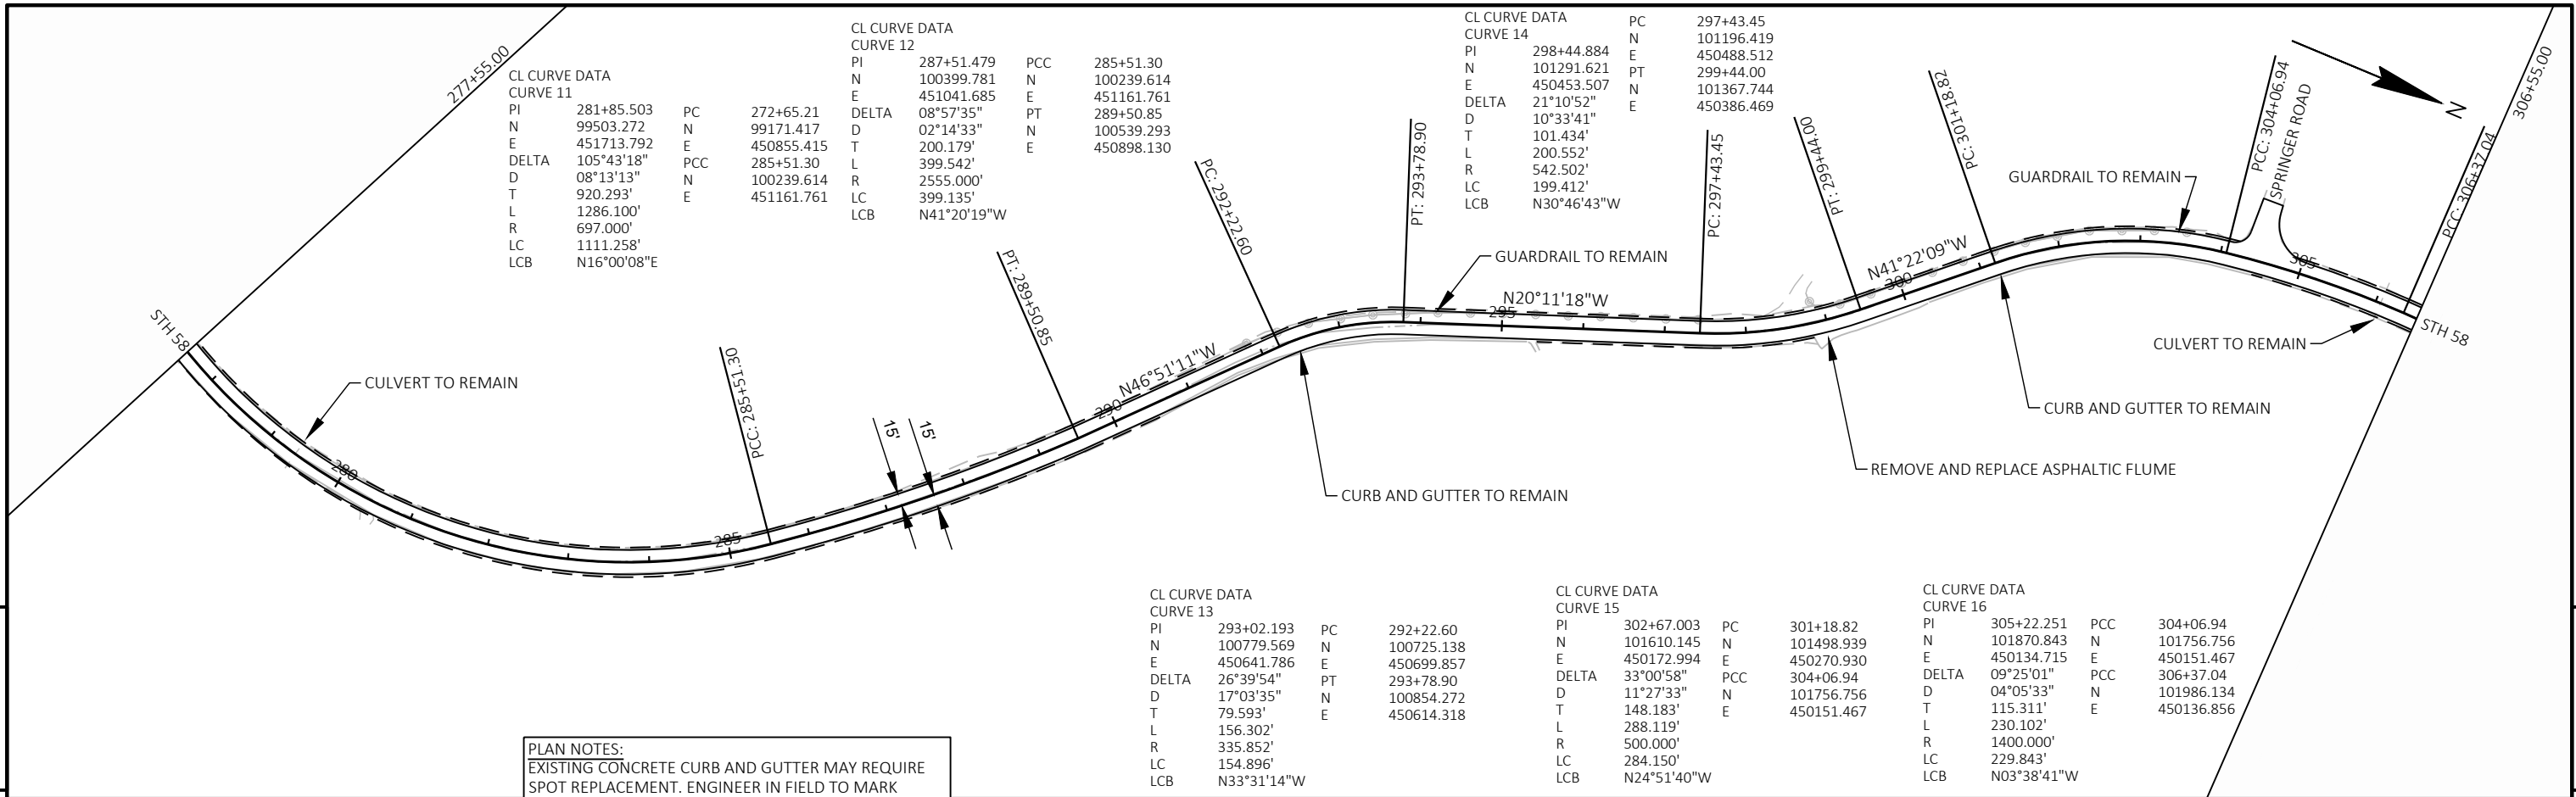 CL CURVE DATA
CURVE 11
PI 281+85.503
N 99503.272
E 451713.792
DELTA 105°43'18"
D 08°13'13"
T 920.293'
L 1286.100'
R 697.000'
LC 1111.258'
LCB N16°00'08"E
PC 272+65.21
N 99171.417
E 450855.415
PCC 285+51.30
N 100239.614
E 451161.761
CL CURVE DATA
CURVE 12
PI 287+51.479
N 100399.781
E 451041.685
DELTA 08°57'35"
D 02°14'33"
T 200.179'
L 399.542'
R 2555.000'
LC 399.135'
LCB N41°20'19"W
PCC 285+51.30
N 100239.614
E 451161.761
PT 289+50.85
N 100539.293
E 450898.130
CL CURVE DATA
CURVE 14
PI 298+44.884
N 101291.621
E 450453.507
DELTA 21°10'52"
D 10°33'41"
T 101.434'
L 200.552'
R 542.502'
LC 199.412'
LCB N30°46'43"W
PC 297+43.45
N 101196.419
E 450488.512
PT 299+44.00
N 101367.744
E 450386.469
277+55.00
STH 58
CULVERT TO REMAIN
280
285
PCC: 285+51.30
15'
15'
PT: 289+50.85
290
N46°51'11"W
PC: 292+22.60
CURB AND GUTTER TO REMAIN
PT: 293+78.90
GUARDRAIL TO REMAIN
295
N20°11'18"W
PC: 297+43.45
PT: 299+44.00
REMOVE AND REPLACE ASPHALTIC FLUME
N41°22'09"W
300
PC: 301+18.82
CURB AND GUTTER TO REMAIN
GUARDRAIL TO REMAIN
PCC: 304+06.94
SPRINGER ROAD
305
N
CULVERT TO REMAIN
PCC: 306+37.04
306+55.00
STH 58
CL CURVE DATA
CURVE 13
PI 293+02.193
N 100779.569
E 450641.786
DELTA 26°39'54"
D 17°03'35"
T 79.593'
L 156.302'
R 335.852'
LC 154.896'
LCB N33°31'14"W
PC 292+22.60
N 100725.138
E 450699.857
PT 293+78.90
N 100854.272
E 450614.318
CL CURVE DATA
CURVE 15
PI 302+67.003
N 101610.145
E 450172.994
DELTA 33°00'58"
D 11°27'33"
T 148.183'
L 288.119'
R 500.000'
LC 284.150'
LCB N24°51'40"W
PC 301+18.82
N 101498.939
E 450270.930
PCC 304+06.94
N 101756.756
E 450151.467
CL CURVE DATA
CURVE 16
PI 305+22.251
N 101870.843
E 450134.715
DELTA 09°25'01"
D 04°05'33"
T 115.311'
L 230.102'
R 1400.000'
LC 229.843'
LCB N03°38'41"W
PCC 304+06.94
N 101756.756
E 450151.467
PCC 306+37.04
N 101986.134
E 450136.856
PLAN NOTES:
EXISTING CONCRETE CURB AND GUTTER MAY REQUIRE
SPOT REPLACEMENT. ENGINEER IN FIELD TO MARK